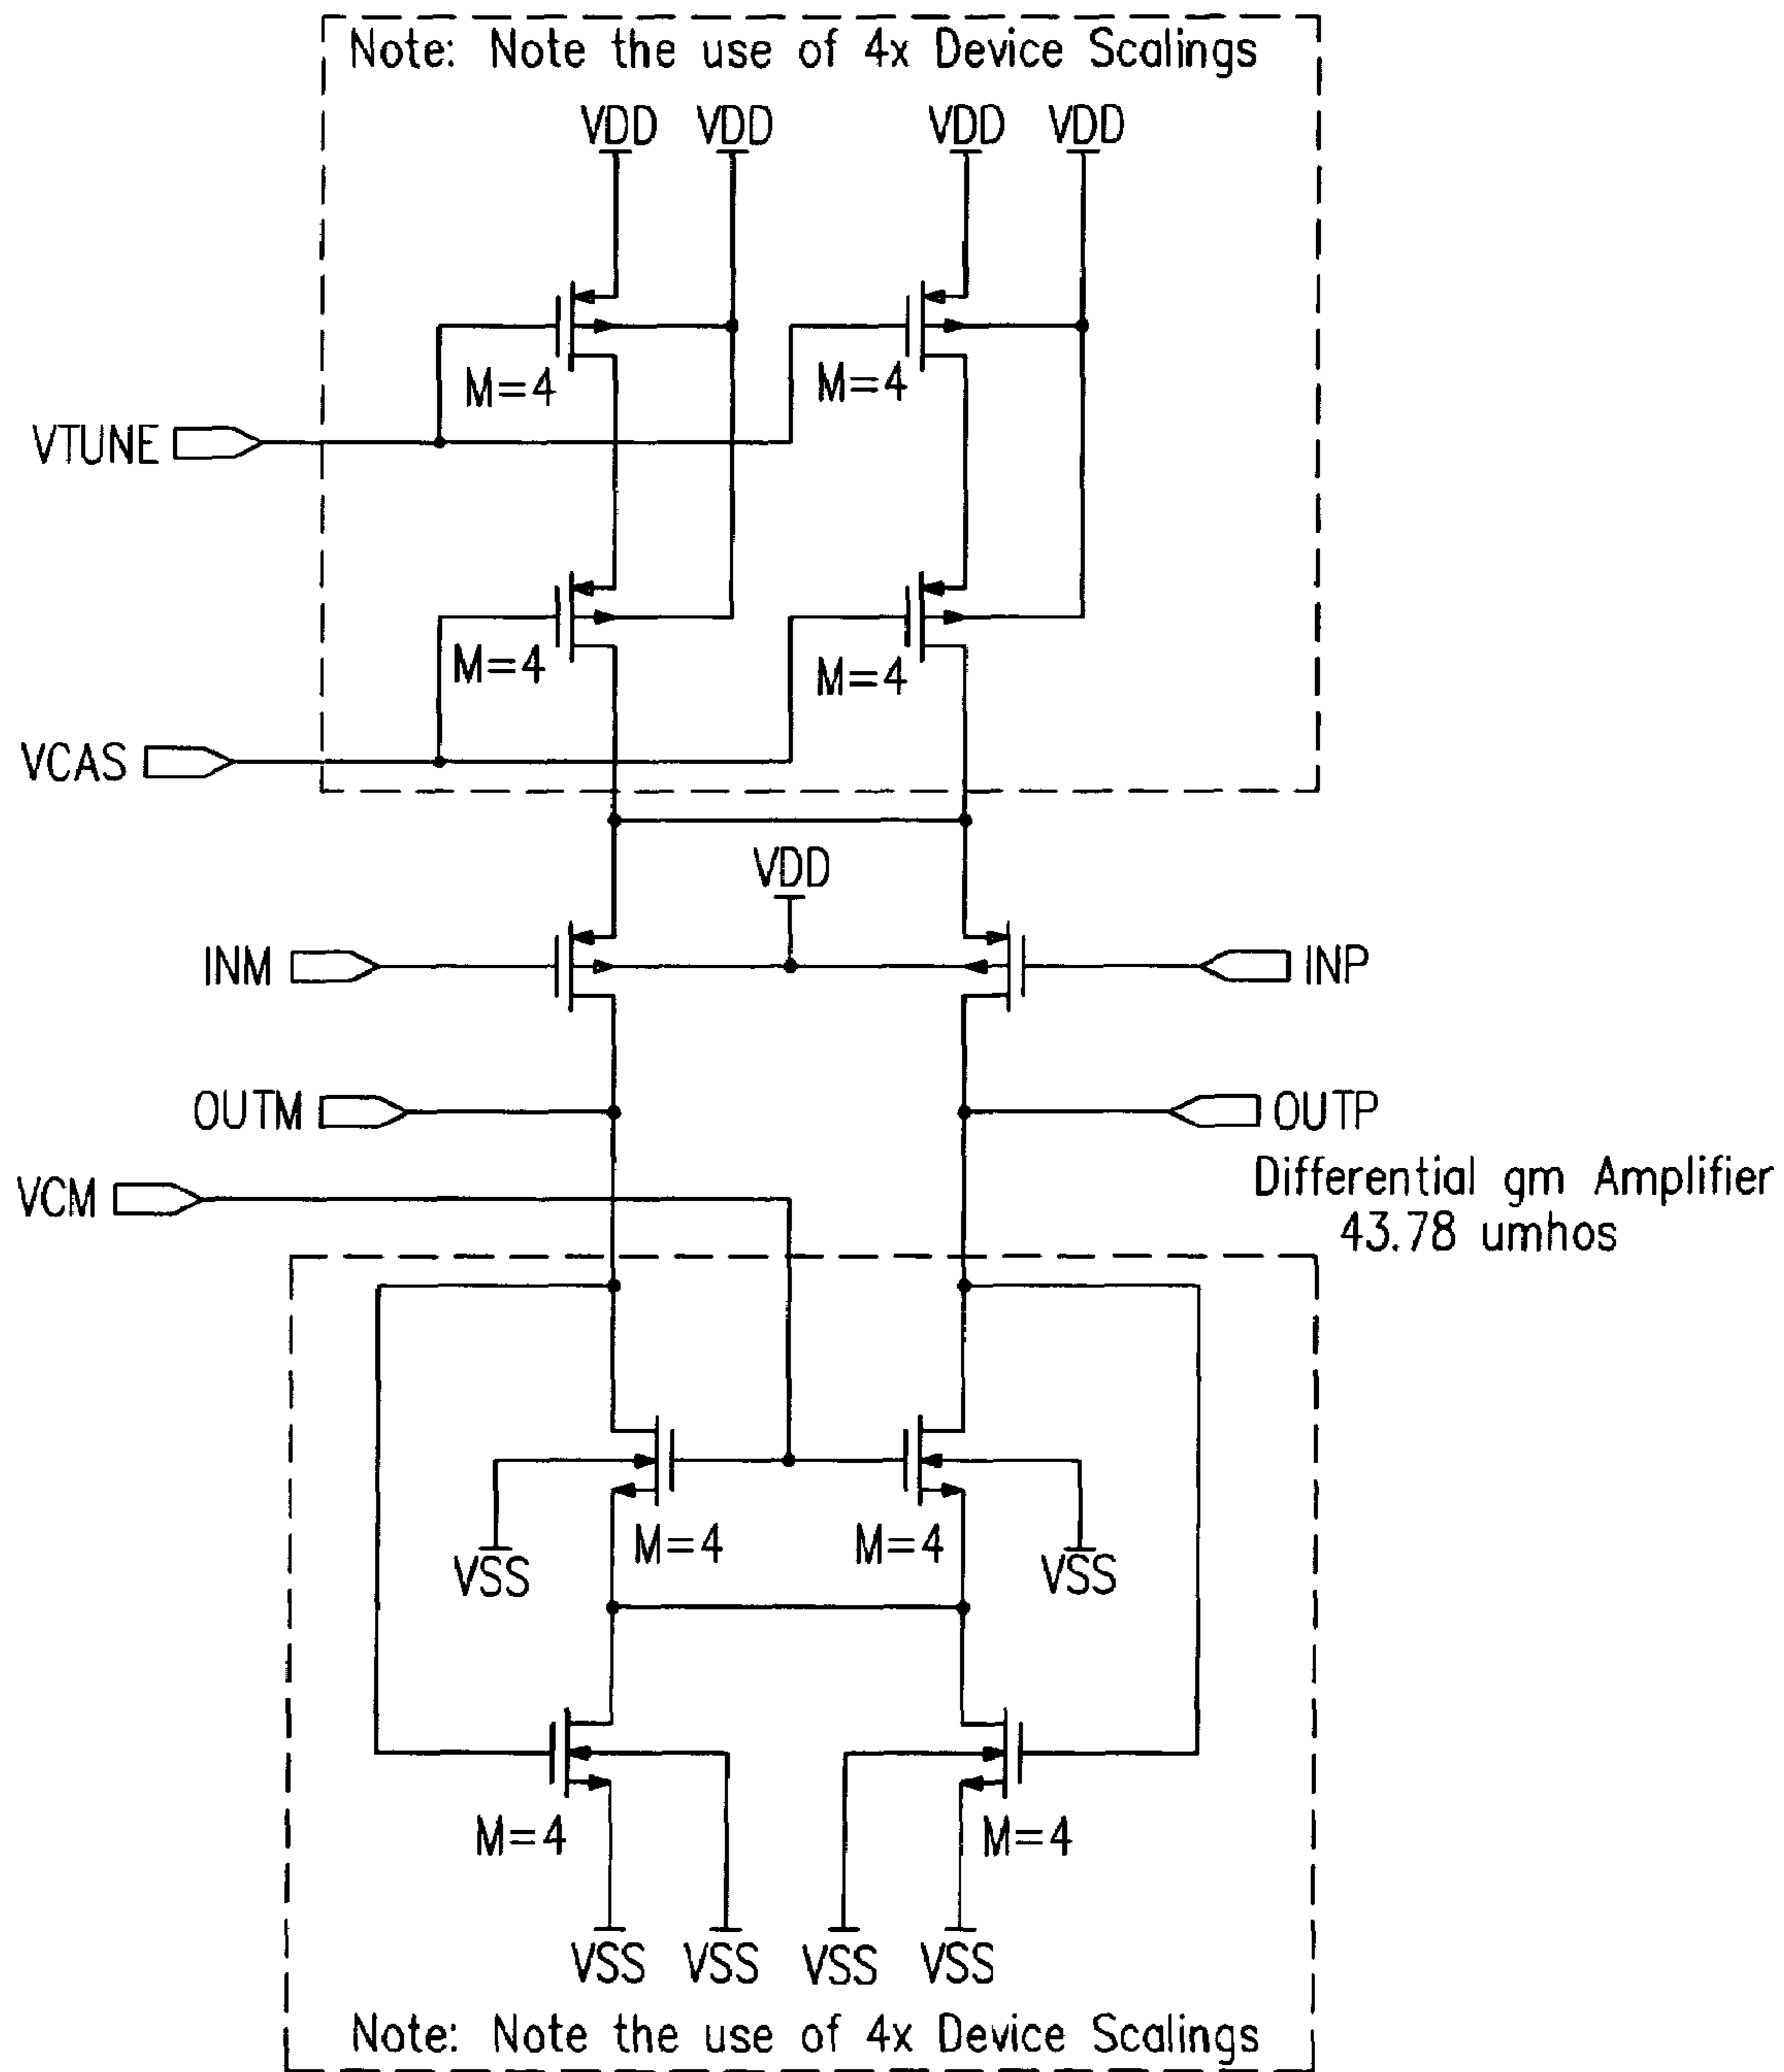 Note: Note the use of 4x Device Scalings
VDD VDD VDD VDD
M=4 M=4
VTUNE
M=4 M=4
VCAS
VDD
INM INP
OUTM OUTP
Differential gm Amplifier
VCM
43.78 umhos
M=4 M=4
VSS VSS
M=4 M=4
VSS VSS VSS VSS
Note: Note the use of 4x Device Scalings